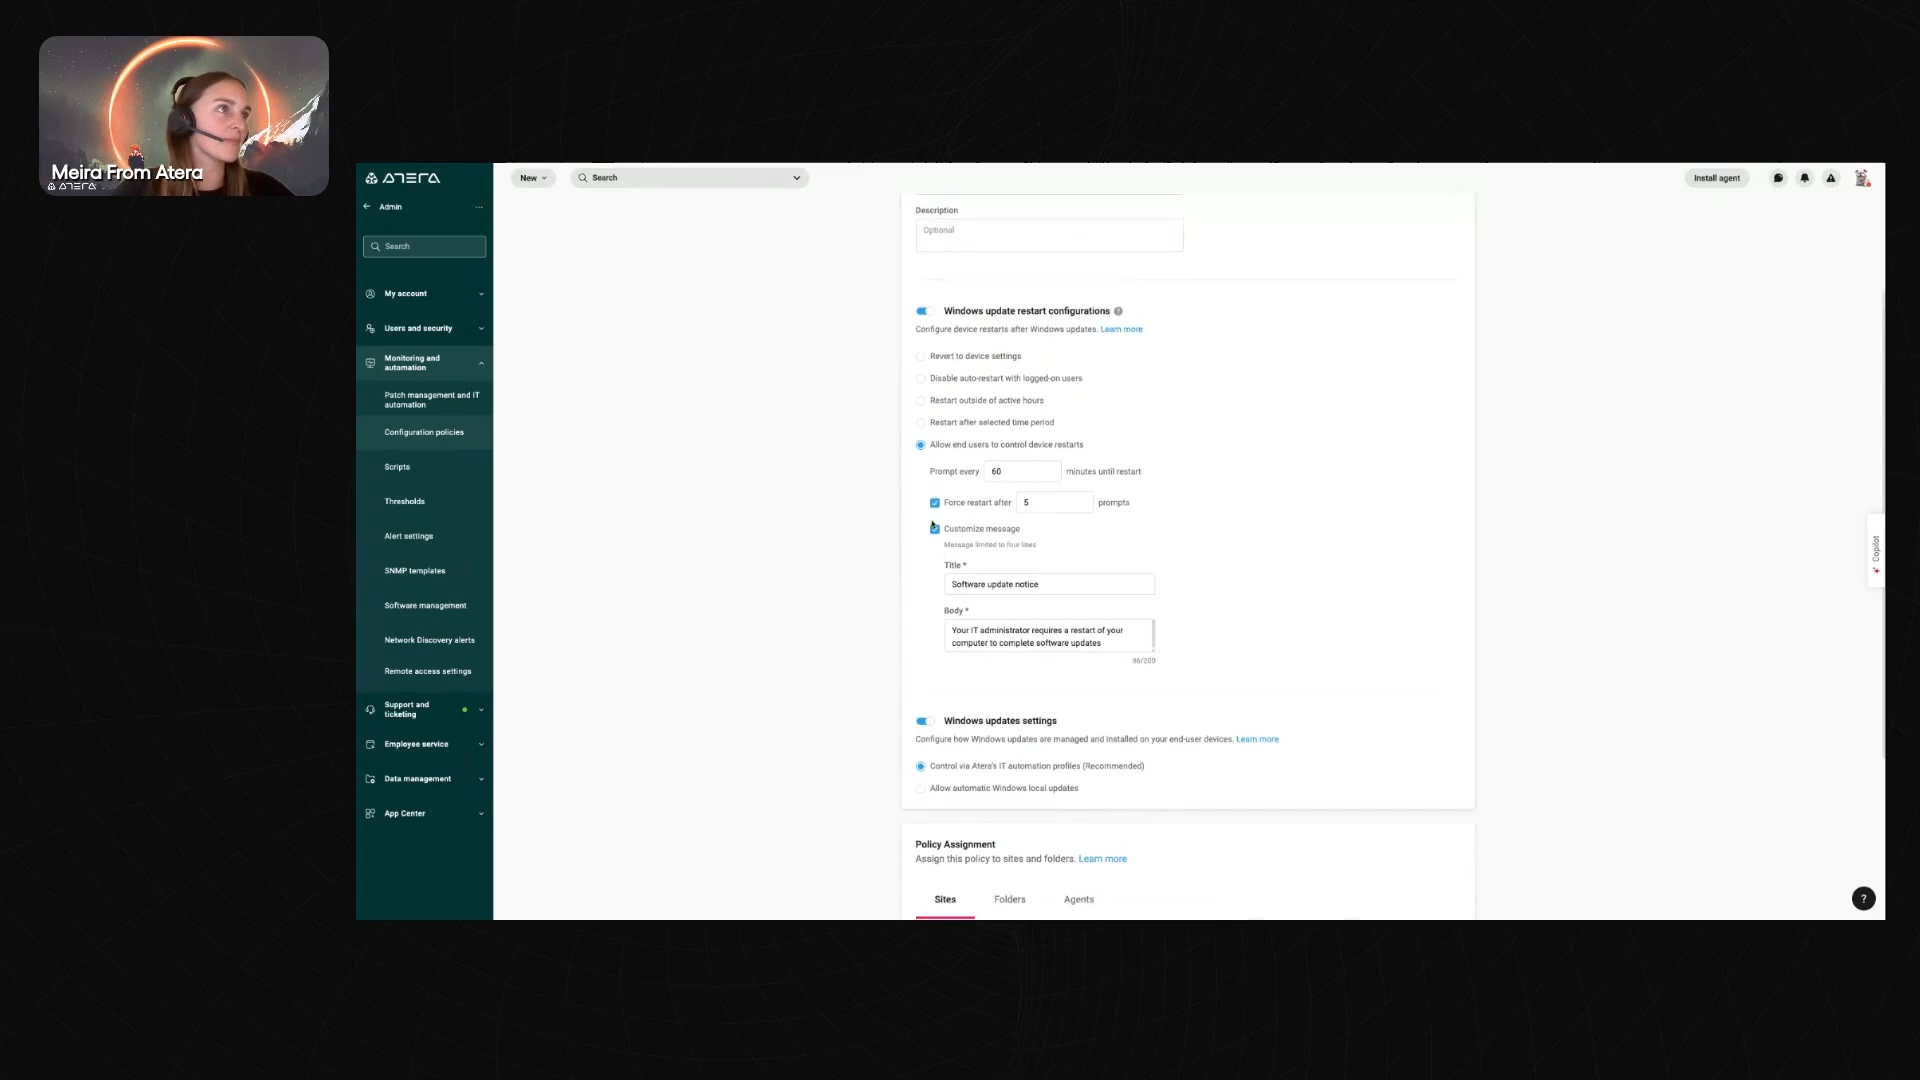 Meira From Atera
ATERA
ATERA
New
Search
Install agent
Admin
Search
My account
Users and security
Monitoring and
automation
Patch management and IT
automation
Configuration policies
Scripts
Thresholds
Alert settings
SNMP templates
Software management
Network Discovery alerts
Remote access settings
Support and
ticketing
Employee service
Data management
App Center
Description
Optional
Windows update restart configurations ?
Configure device restarts after Windows updates. Learn more
Revert to device settings
Disable auto-restart with logged-on users
Restart outside of active hours
Restart after selected time period
Allow end users to control device restarts
Prompt every 60 minutes until restart
Force restart after 5 prompts
Customize message
Message limited to four lines
Title *
Software update notice
Body *
Your IT administrator requires a restart of your
computer to complete software updates
86/200
Windows updates settings
Configure how Windows updates are managed and installed on your end-user devices. Learn more
Control via Atera's IT automation profiles (Recommended)
Allow automatic Windows local updates
Policy Assignment
Assign this policy to sites and folders. Learn more
Sites
Folders
Agents
Copilot
?